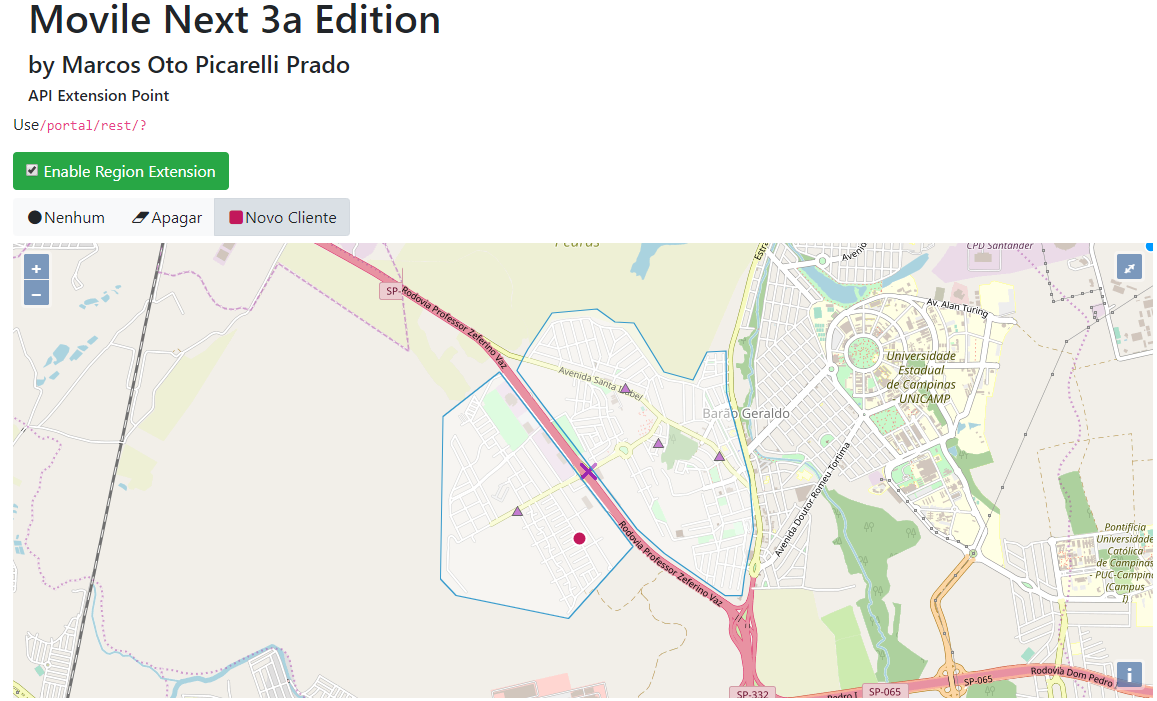 Movile Next 3a Edition
by Marcos Oto Picarelli Prado
API Extension Point
Use/portal/rest/?
Enable Region Extension
Nenhum Apagar Novo Cliente
+
−
CPD Santander
SP-
Rodovia Professor Zeferino Vaz
Av. Alan Turing
Universidade
Estadual
de Campinas
- UNICAMP
Avenida Santa Isabel
Barão Geraldo
Avenida Doutor Romeu Tortima
Rodovia Professor Zeferino Vaz
Pontifícia
Universidade
Católica
de Campinas
- PUC-Campin
(Campus
I)
Rodovia Dom Pedro
SP-065
SP-065
SP-332
Pedro I
i